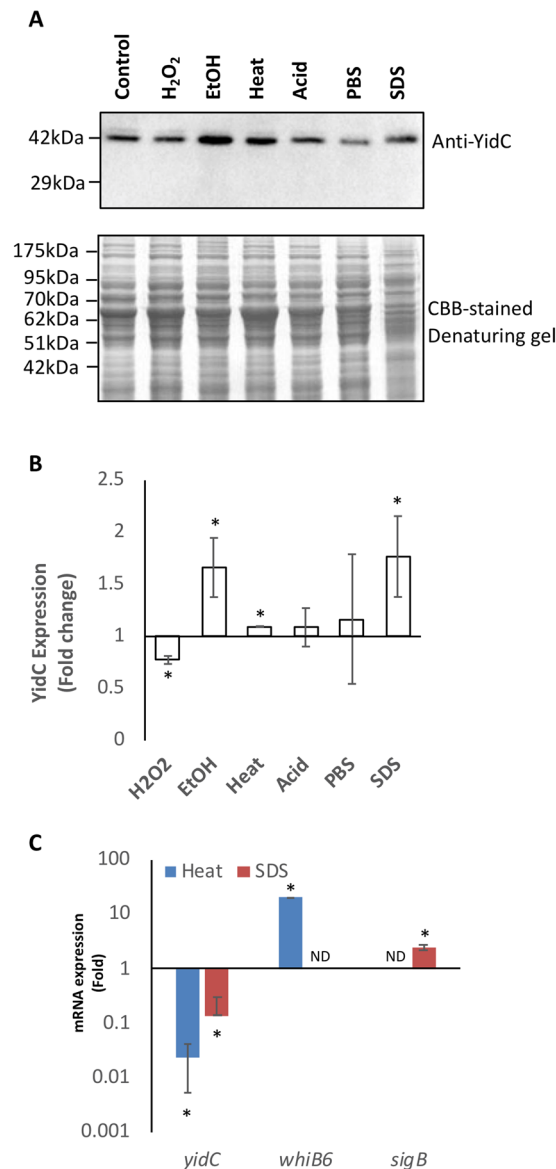 A
Control
H2O2
EtOH
Heat
Acid
PBS
SDS
42kDa
29kDa
Anti-YidC
175kDa
95kDa
70kDa
62kDa
51kDa
42kDa
CBB-stained
Denaturing gel
B
YidC Expression
(Fold change)
2.5
2
1.5
1
0.5
0
*
*
*
*
H2O2
EtOH
Heat
Acid
PBS
SDS
C
mRNA expression
(Fold)
100
10
1
0.1
0.01
0.001
Heat
SDS
*
ND
ND
*
*
*
yidC
whiB6
sigB